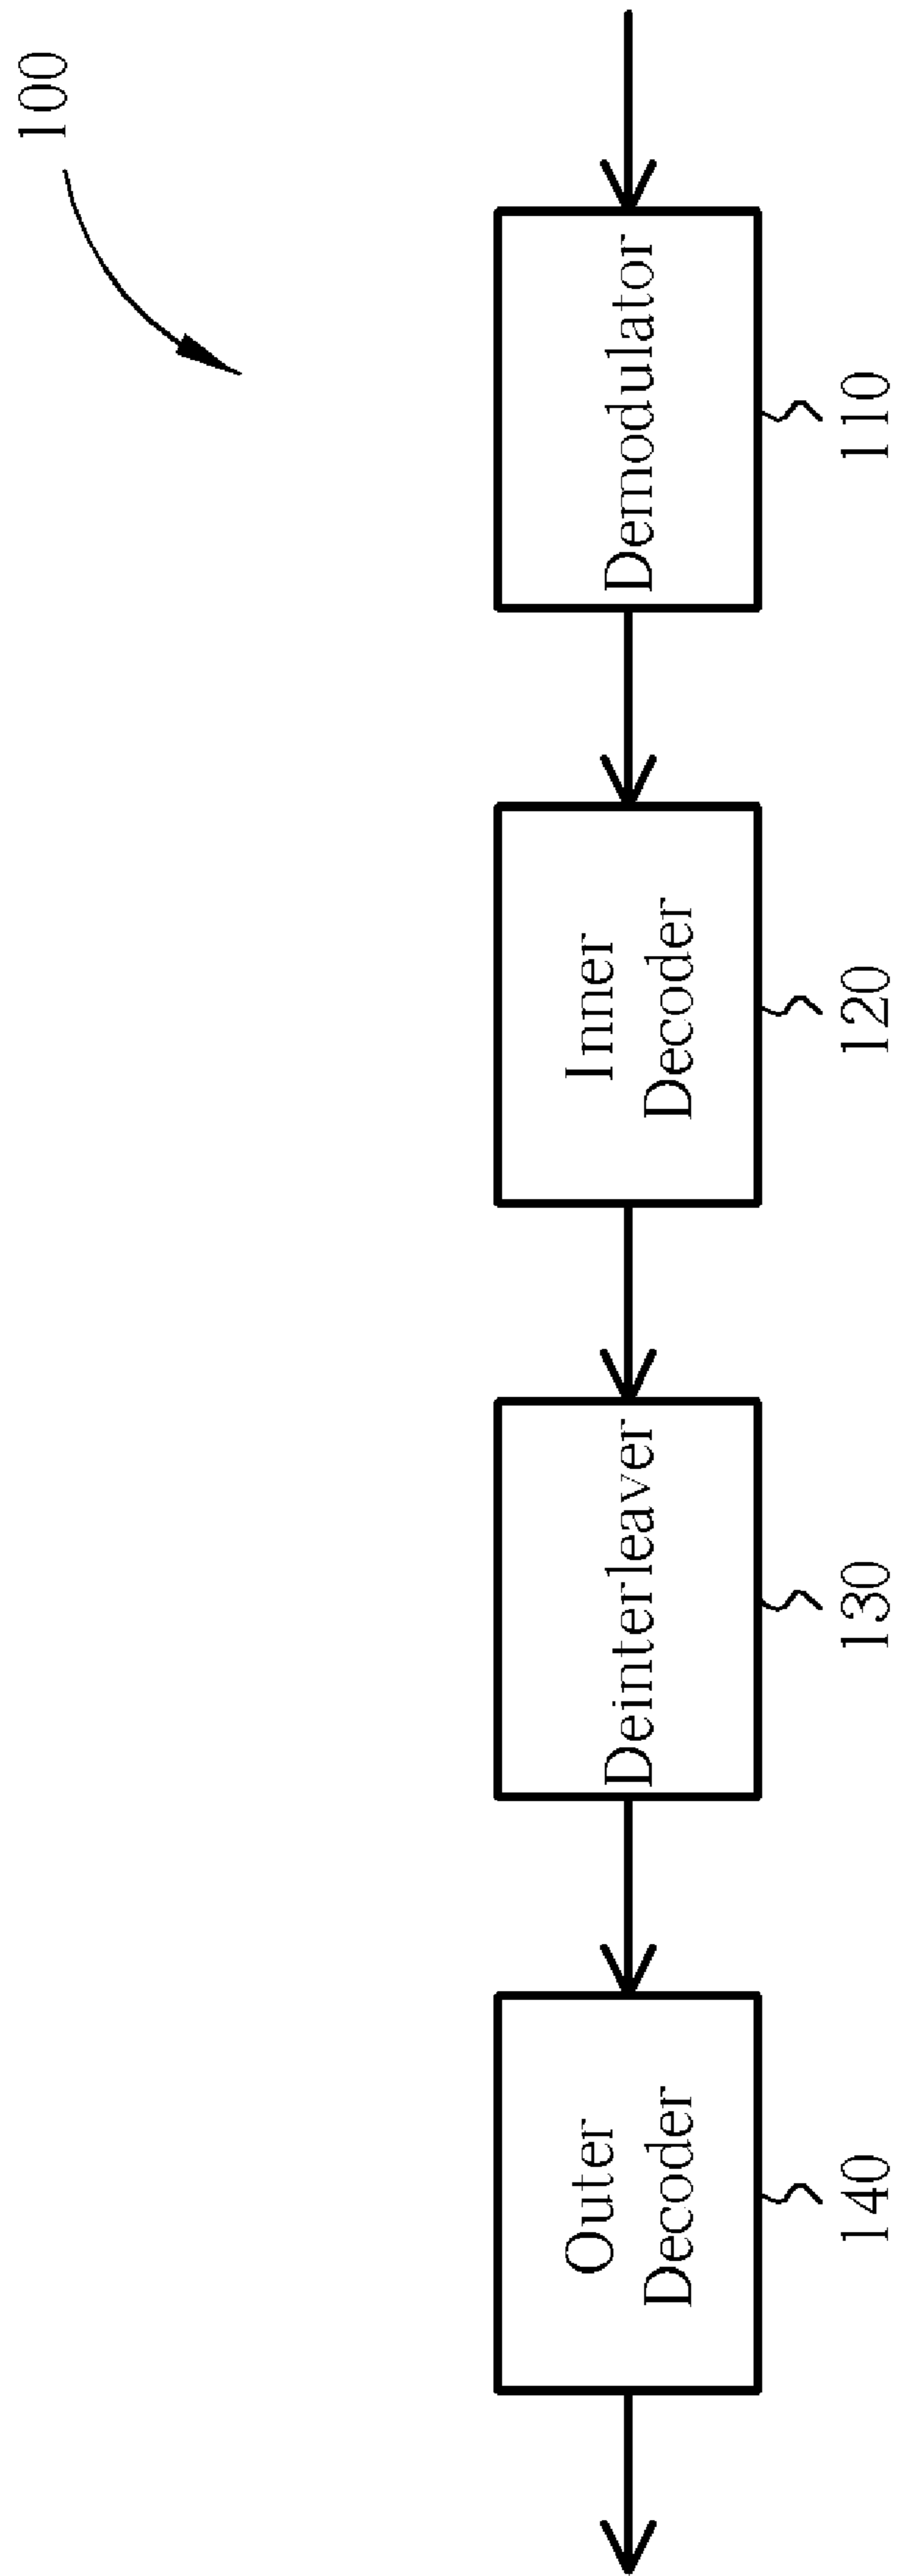 100
Outer
Decoder
Deinterleaver
Inner
Decoder
Demodulator
140
130
120
110